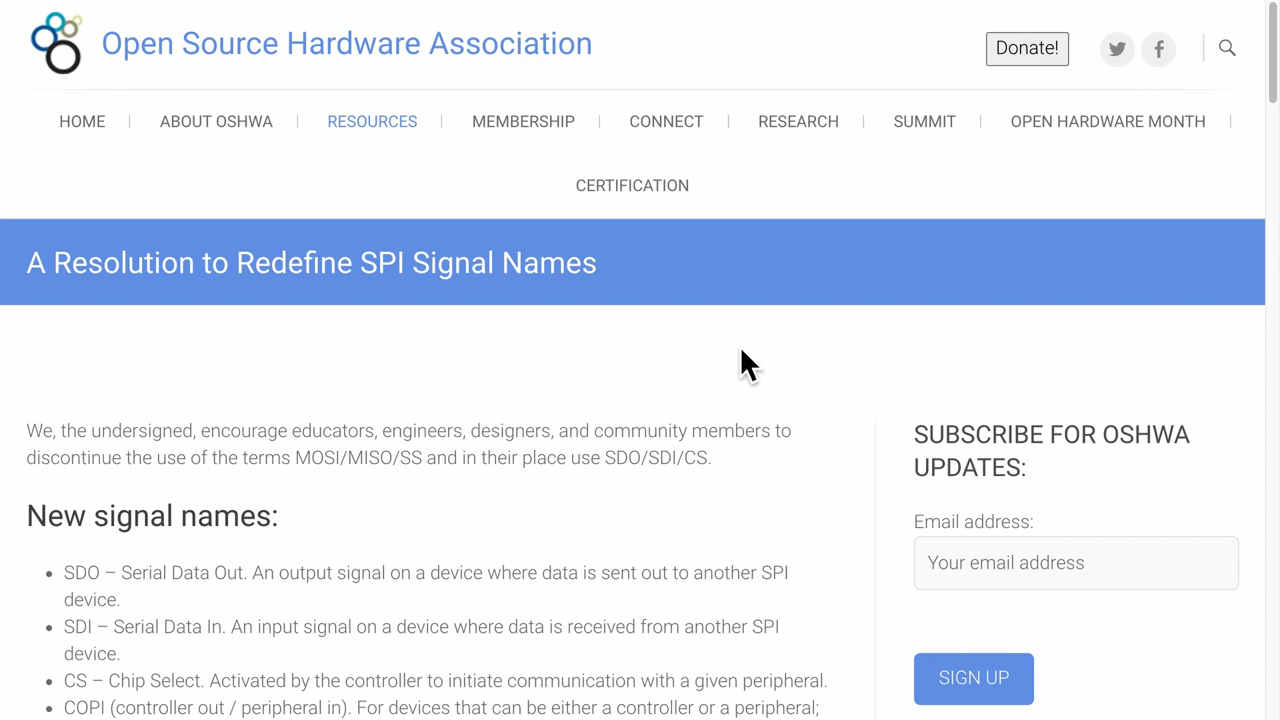 Open Source Hardware Association
Donate!
HOME
ABOUT OSHWA
RESOURCES
MEMBERSHIP
CONNECT
RESEARCH
SUMMIT
OPEN HARDWARE MONTH
CERTIFICATION
A Resolution to Redefine SPI Signal Names
We, the undersigned, encourage educators, engineers, designers, and community members to
discontinue the use of the terms MOSI/MISO/SS and in their place use SDO/SDI/CS.
New signal names:
• SDO – Serial Data Out. An output signal on a device where data is sent out to another SPI
device.
• SDI – Serial Data In. An input signal on a device where data is received from another SPI
device.
• CS – Chip Select. Activated by the controller to initiate communication with a given peripheral.
• COPI (controller out / peripheral in). For devices that can be either a controller or a peripheral;
SUBSCRIBE FOR OSHWA
UPDATES:
Email address:
Your email address
SIGN UP